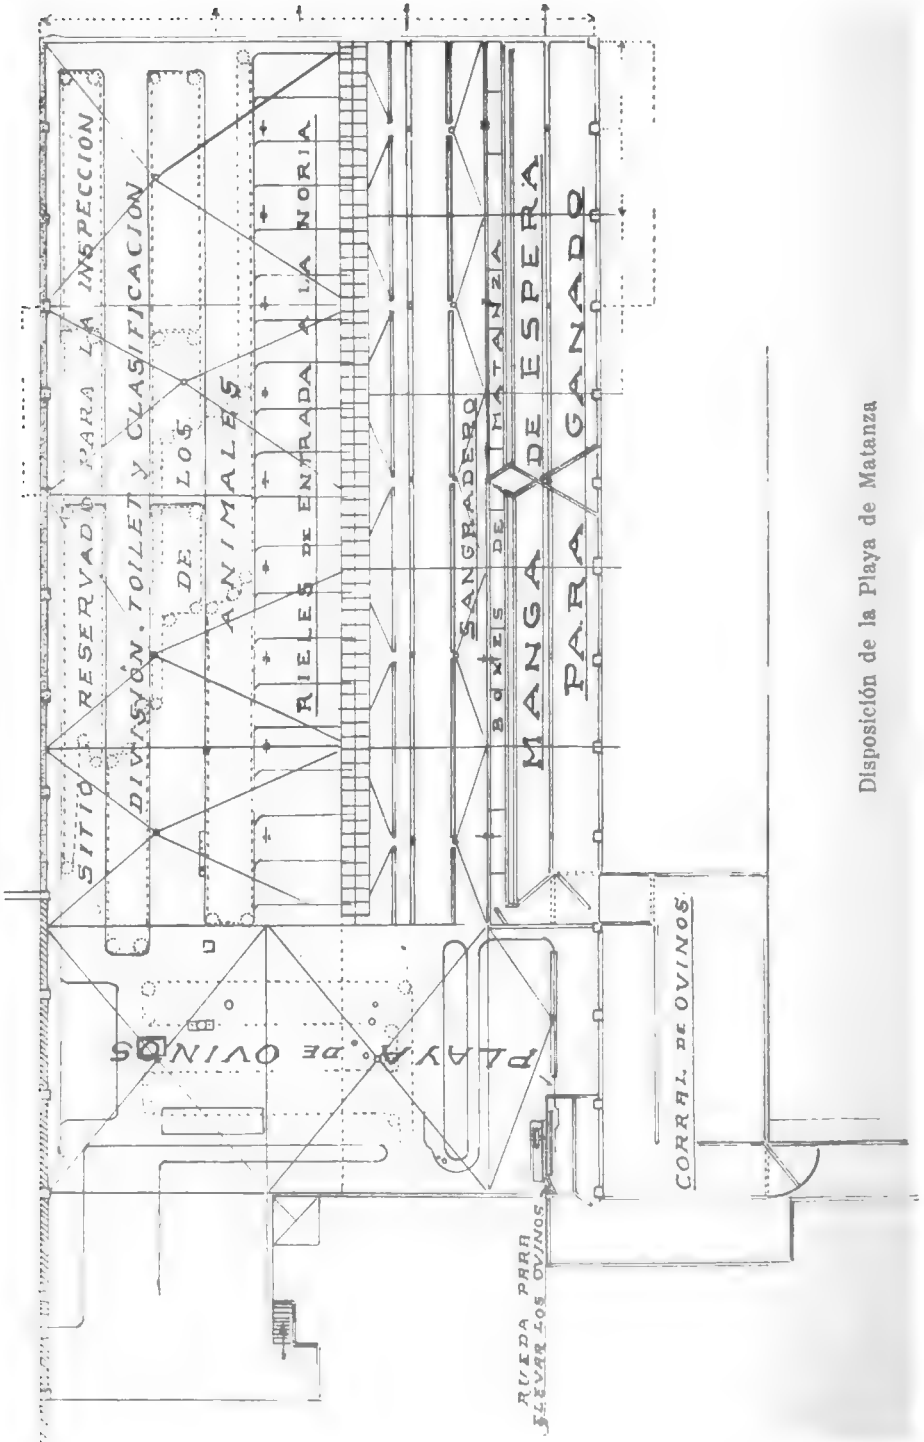 SITIO RESERVADO PARA LA INSPECCIÓN
DIVISIÓN. TOILET Y CLASIFICACIÓN
DE LOS
ANIMALES
RIELES DE ENTRADA A LA NORIA
SANGRADERO
BOXES DE MATANZA
MANGA DE ESPERA
PARA GANADO
PLAYA DE OVINOS
CORRAL DE OVINOS
RUEDA PARA
ELEVAR LOS OVINOS
Disposición de la Playa de Matanza